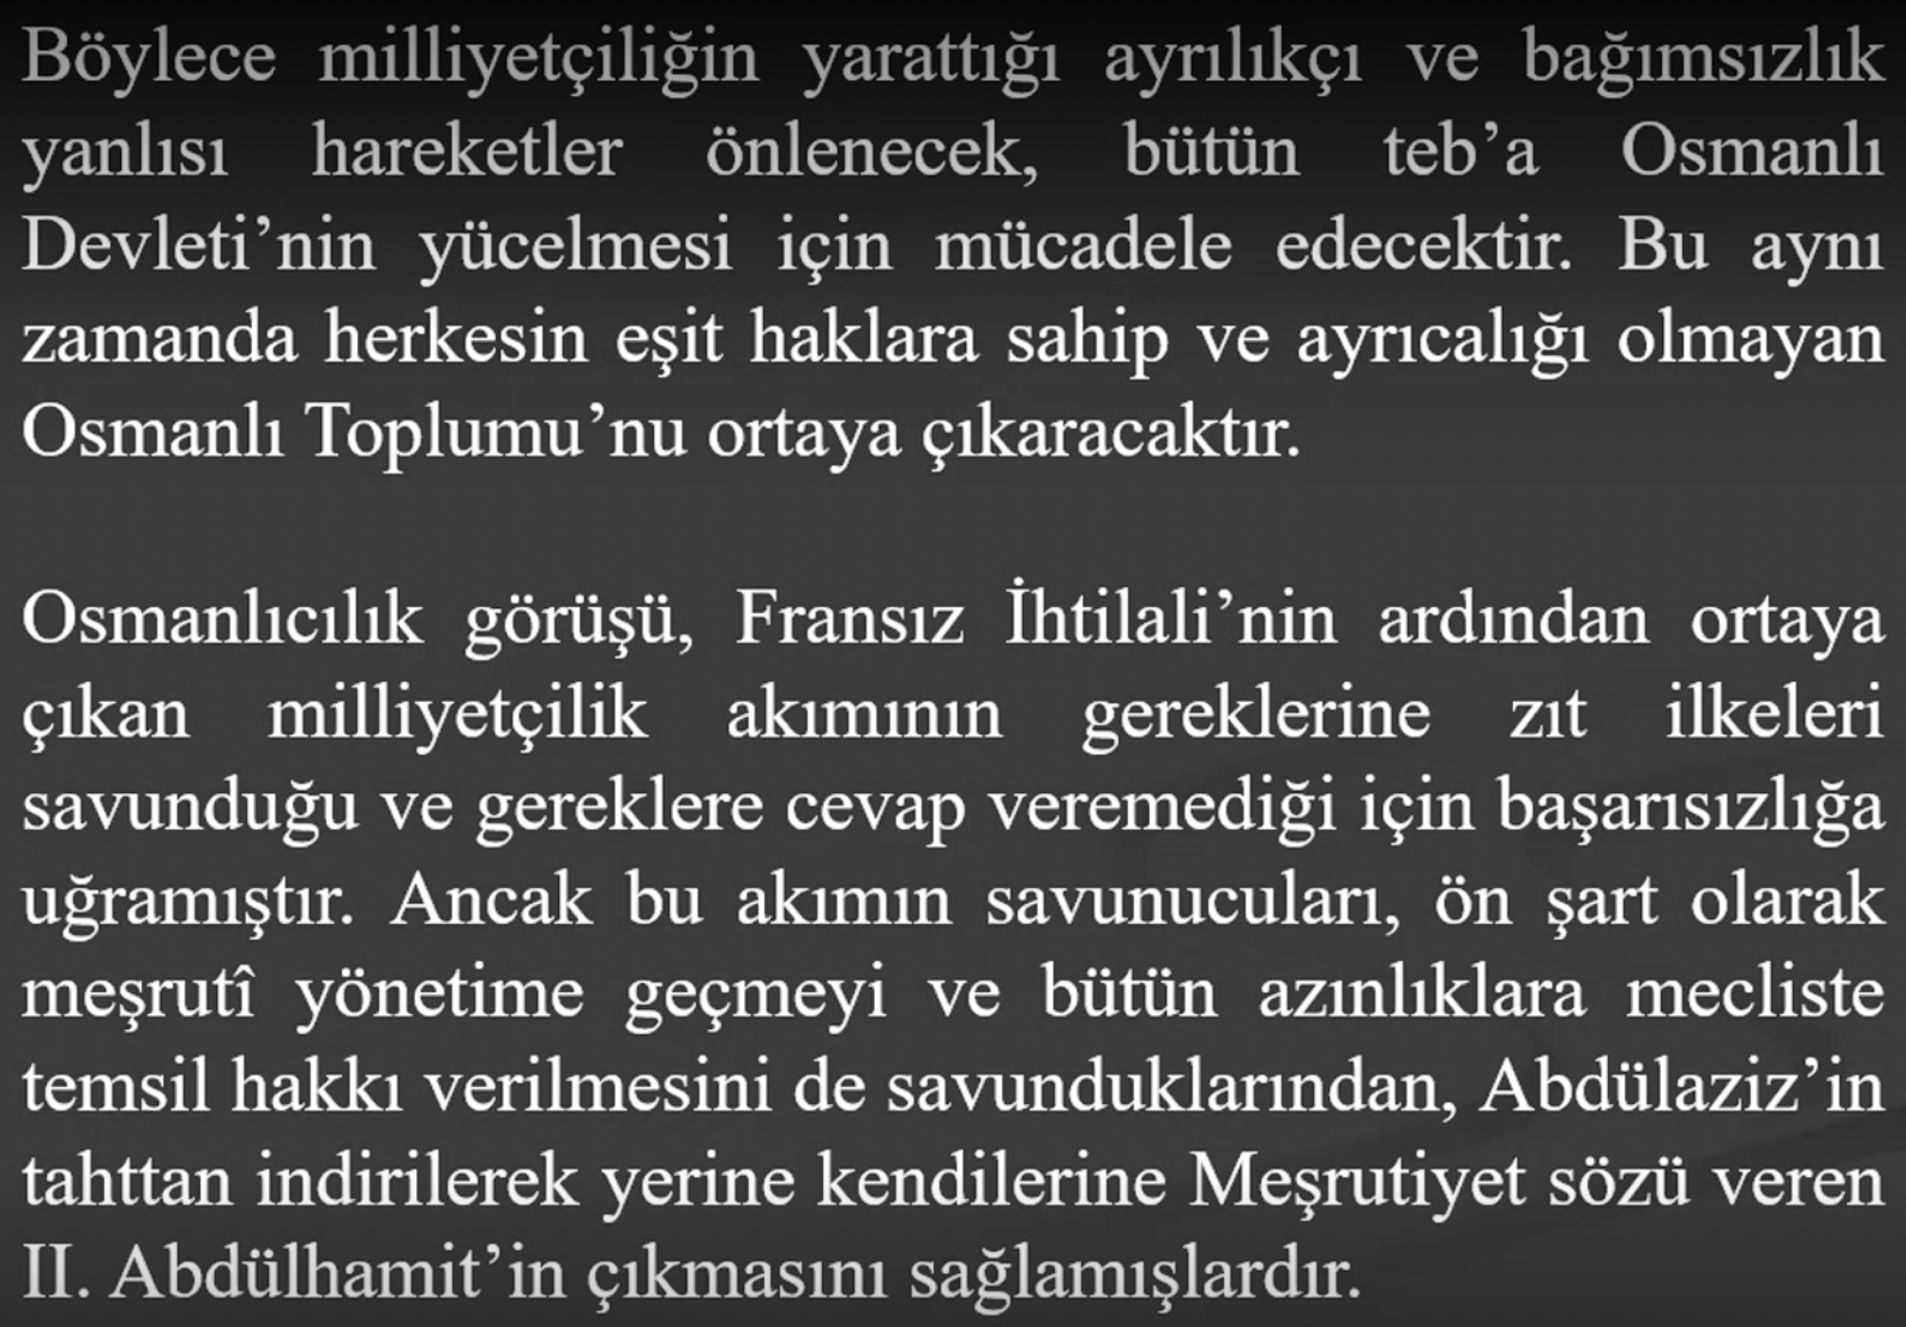 Böylece milliyetçiliğin yarattığı ayrılıkçı ve bağımsızlık
yanlısı hareketler önlenecek, bütün teb’a Osmanlı
Devleti’nin yücelmesi için mücadele edecektir. Bu aynı
zamanda herkesin eşit haklara sahip ve ayrıcalığı olmayan
Osmanlı Toplumu’nu ortaya çıkaracaktır.
Osmanlıcılık görüşü, Fransız İhtilali’nin ardından ortaya
çıkan milliyetçilik akımının gereklerine zıt ilkeleri
savunduğu ve gereklere cevap veremediği için başarısızlığa
uğramıştır. Ancak bu akımın savunucuları, ön şart olarak
meşrutî yönetime geçmeyi ve bütün azınlıklara mecliste
temsil hakkı verilmesini de savunduklarından, Abdülaziz’in
tahttan indirilerek yerine kendilerine Meşrutiyet sözü veren
II. Abdülhamit’in çıkmasını sağlamışlardır.